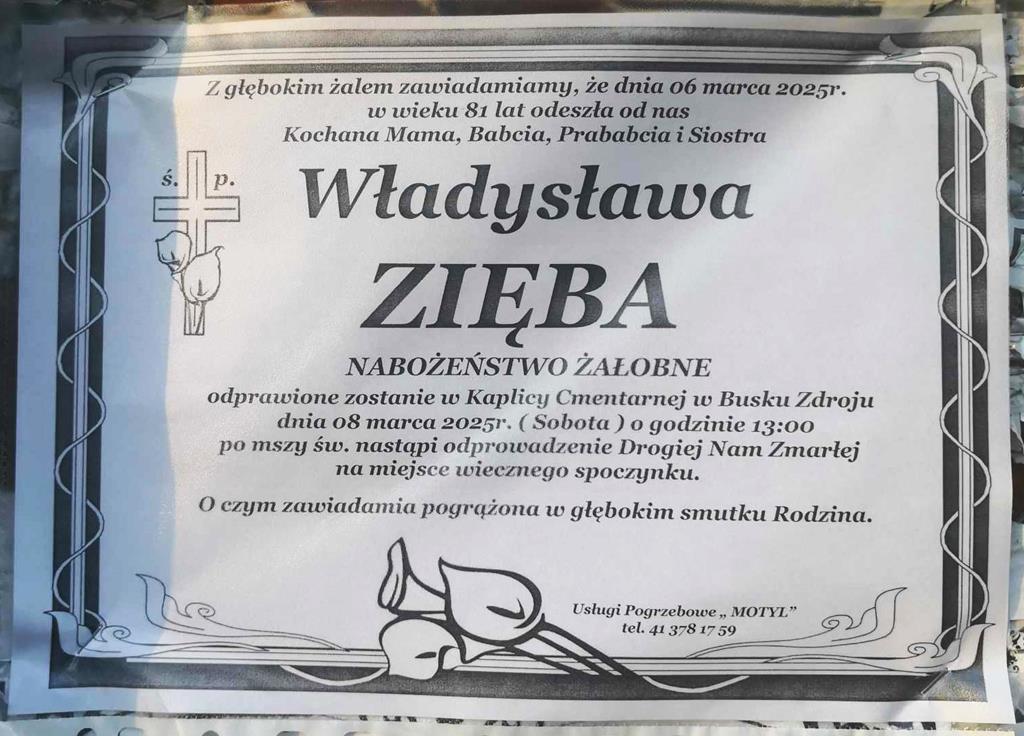 Z głębokim żalem zawiadamiamy, że dnia 06 marca 2025r.
w wieku 81 lat odeszła od nas
Kochana Mama, Babcia, Prababcia i Siostra
ś. p.
Władysława
ZIĘBA
NABOŻEŃSTWO ŻAŁOBNE
odprawione zostanie w Kaplicy Cmentarnej w Busku Zdroju
dnia 08 marca 2025r. ( Sobota ) o godzinie 13:00
po mszy św. nastąpi odprowadzenie Drogiej Nam Zmarłej
na miejsce wiecznego spoczynku.
O czym zawiadamia pogrążona w głębokim smutku Rodzina.
Usługi Pogrzebowe „ MOTYL”
tel. 41 378 17 59